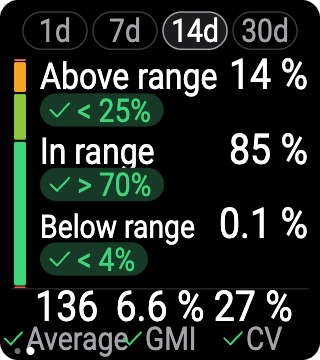 1d 7d 14d 30d
Above range 14 %
✓ < 25%
In range 85 %
✓ > 70%
Below range 0.1 %
✓ < 4%
136 6.6 % 27 %
✓ Average ✓ GMI ✓ CV